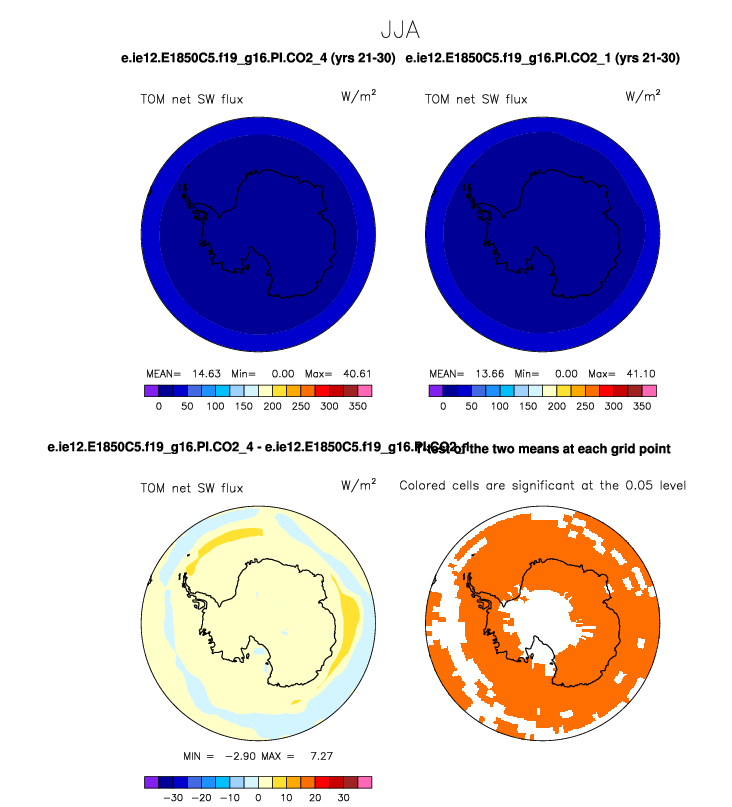 JJA
e.ie12.E1850C5.f19_g16.PI.CO2_4 (yrs 21-30) e.ie12.E1850C5.f19_g16.PI.CO2_1 (yrs 21-30)
TOM net SW flux W/m² TOM net SW flux W/m²
MEAN= 14.63 Min= 0.00 Max= 40.61 MEAN= 13.66 Min= 0.00 Max= 41.10
0 50 100 150 200 250 300 350 0 50 100 150 200 250 300 350
e.ie12.E1850C5.f19_g16.PI.CO2_4 - e.ie12.E1850C5.f19_g16.PI.CO2_1 T-test of the two means at each grid point
TOM net SW flux W/m² Colored cells are significant at the 0.05 level
MIN = -2.90 MAX = 7.27
-30 -20 -10 0 10 20 30